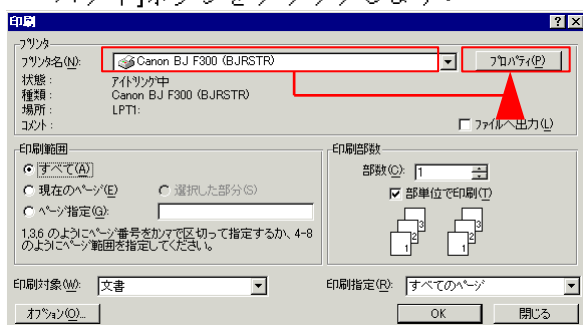 印刷
プリンタ
プリンタ名(N): Canon BJ F300 (BJRSTR) プロパティ(P)
状態: アイドリング中
種類: Canon BJ F300 (BJRSTR)
場所: LPT1:
コメント: ファイルへ出力(L)
印刷範囲
すべて(A)
現在のページ(E) 選択した部分(S)
ページ指定(G):
1,3,6 のようにページ番号をカンマで区切って指定するか、4-8
のようにページ範囲を指定してください。
印刷部数
部数(C): 1
部単位で印刷(T)
1 2 3 1 2 3
印刷対象(W): 文書 印刷指定(R): すべてのページ
オプション(O)... OK 閉じる